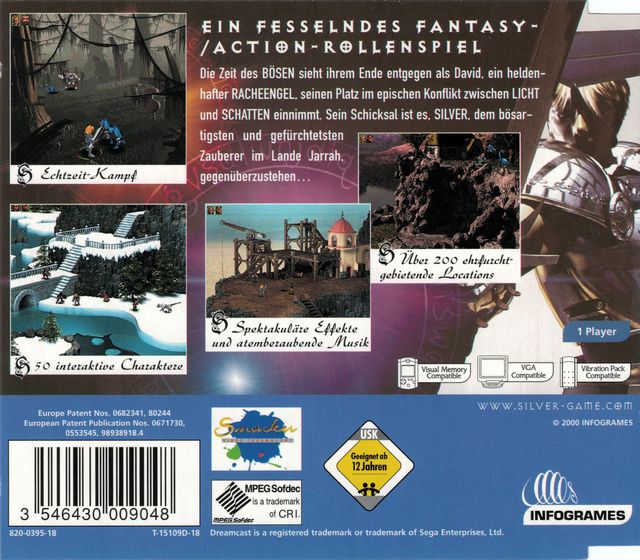 EIN FESSELNDES FANTASY-
/ACTION-ROLLENSPIEL
Die Zeit des BÖSEN sieht ihrem Ende entgegen als David, ein helden-
hafter RACHEENGEL, seinen Platz im epischen Konflikt zwischen LICHT
und SCHATTEN einnimmt. Sein Schicksal ist es, SILVER, dem bösar-
tigsten und gefürchtetsten
Zauberer im Lande Jarrah,
gegenüberzustehen...
Echtzeit-Kampf
Über 200 ehrfurcht-
gebietende Locations
Spektakuläre Effekte
und atemberaubende Musik
50 interaktive Charaktere
1 Player
Visual Memory
Compatible
VGA
Compatible
Vibration Pack
Compatible
WWW.SILVER-GAME.COM
© 2000 INFOGRAMES
Europe Patent Nos. 0682341, 80244
European Patent Publication Nos. 0671730,
0553545, 98938918.4
3 546430 009048
820-0395-18
T-15109D-18
Smacker
VIDEO TECHNOLOGY
MPEG Sofdec
MPEG Sofdec
is a trademark
of CRI.
USK
Geeignet ab
12 Jahren
INFOGRAMES
Dreamcast is a registered trademark or trademark of Sega Enterprises, Ltd.